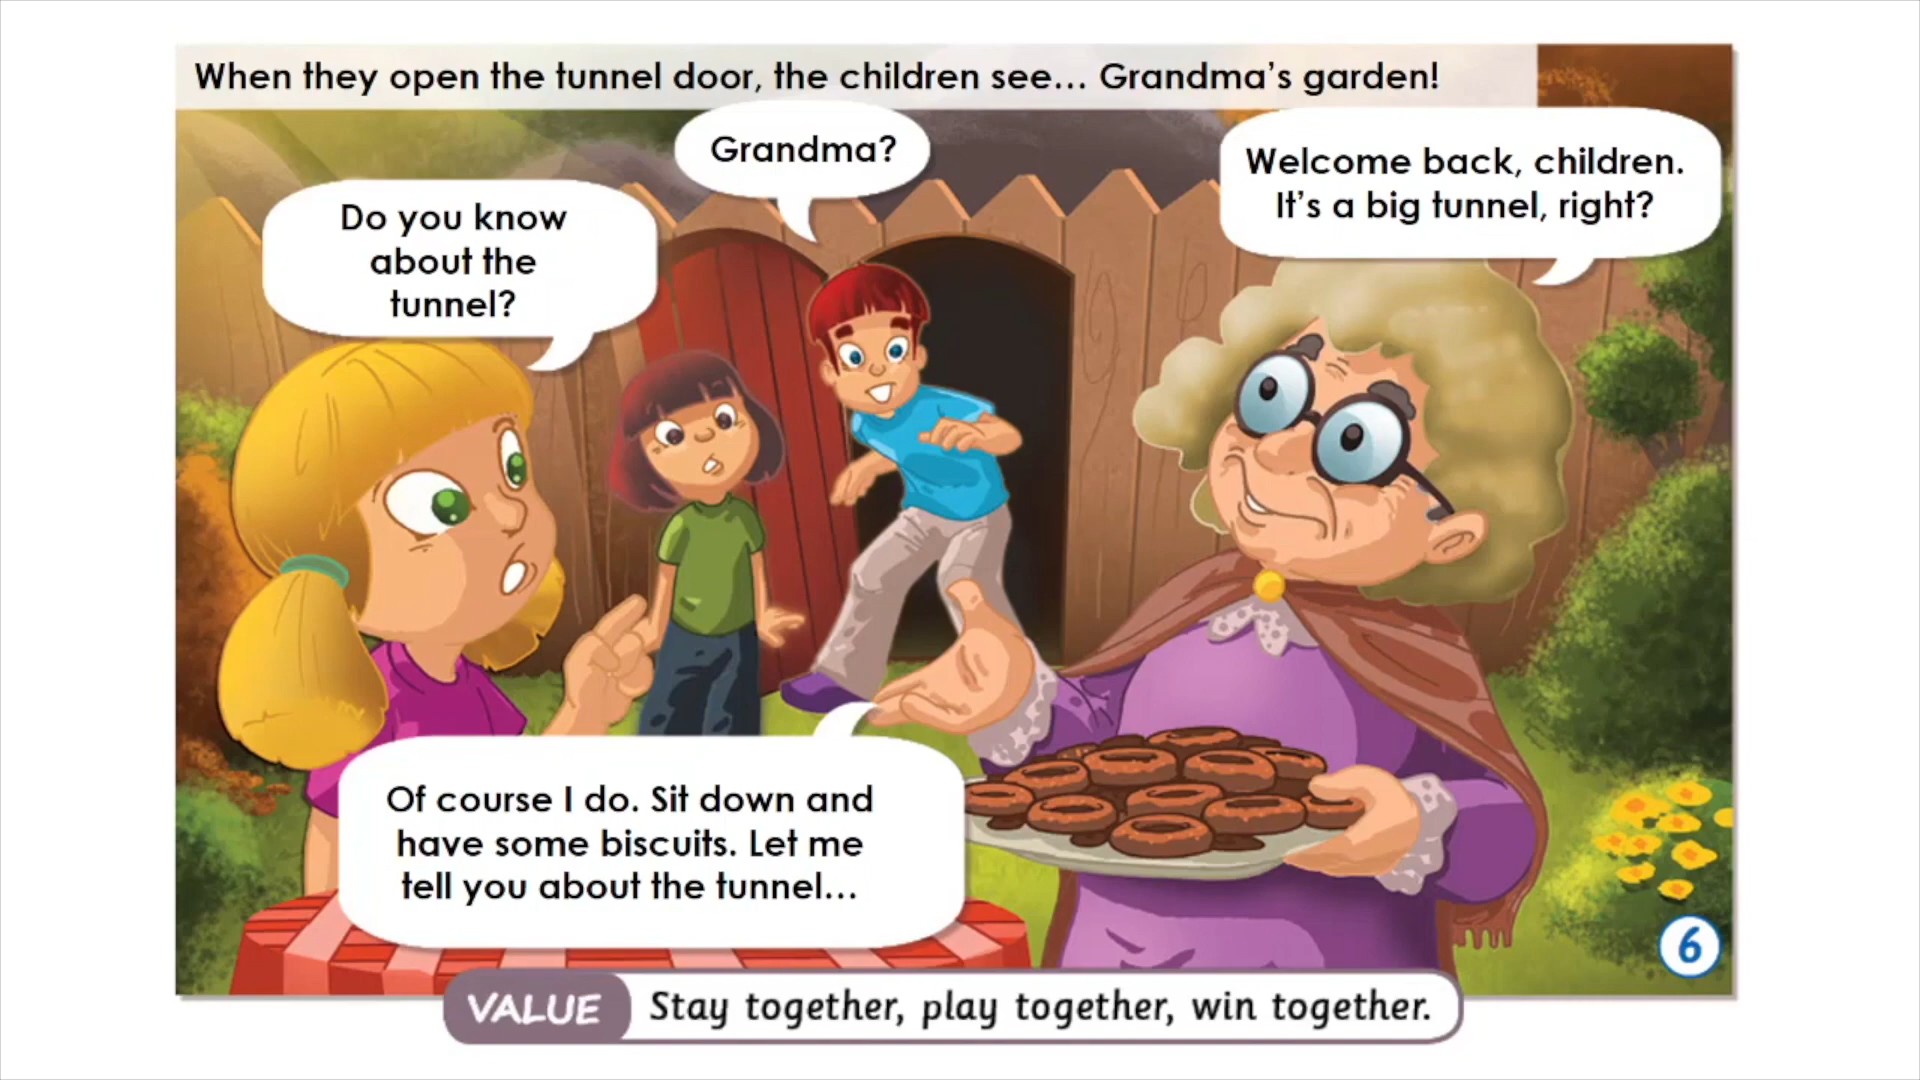 When they open the tunnel door, the children see... Grandma's garden!
Grandma?
Do you know
about the
tunnel?
Welcome back, children.
It's a big tunnel, right?
Of course I do. Sit down and
have some biscuits. Let me
tell you about the tunnel...
6
VALUE Stay together, play together, win together.